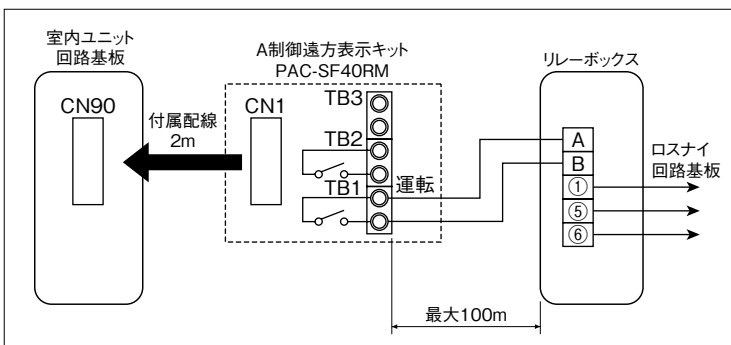 室内ユニット
回路基板
CN90
付属配線
2m
A制御遠方表示キット
PAC-SF40RM
CN1
TB3
TB2
TB1
運転
リレーボックス
A
B
①
⑤
⑥
ロスナイ
回路基板
最大100m